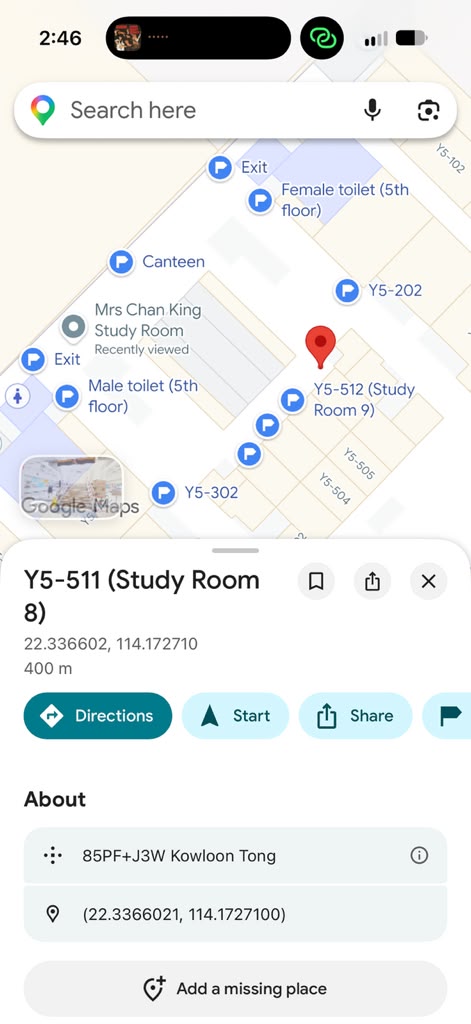 2:46
Search here
Y5-102
Exit
Female toilet (5th
floor)
Canteen
Y5-202
Mrs Chan King
Study Room
Recently viewed
Exit
Male toilet (5th
floor)
Y5-512 (Study
Room 9)
Y5-505
Y5-504
Y5-302
Google Maps
Y5-511 (Study Room
8)
22.336602, 114.172710
400 m
Directions
Start
Share
About
85PF+J3W Kowloon Tong
(22.3366021, 114.1727100)
Add a missing place